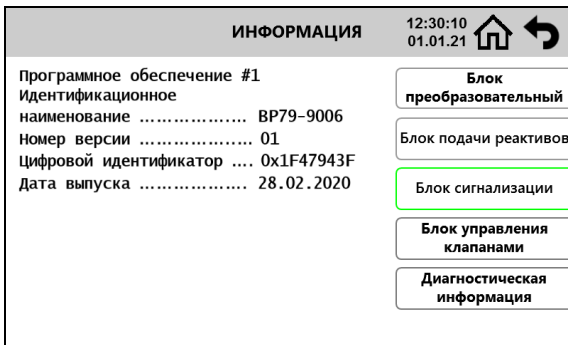 ИНФОРМАЦИЯ
12:30:10
01.01.21
Программное обеспечение #1
Идентификационное
наименование ……………….… BP79-9006
Номер версии ……………….…. 01
Цифровой идентификатор …. 0x1F47943F
Дата выпуска ……………….. 28.02.2020
Блок
преобразовательный
Блок подачи реактивов
Блок сигнализации
Блок управления
клапанами
Диагностическая
информация